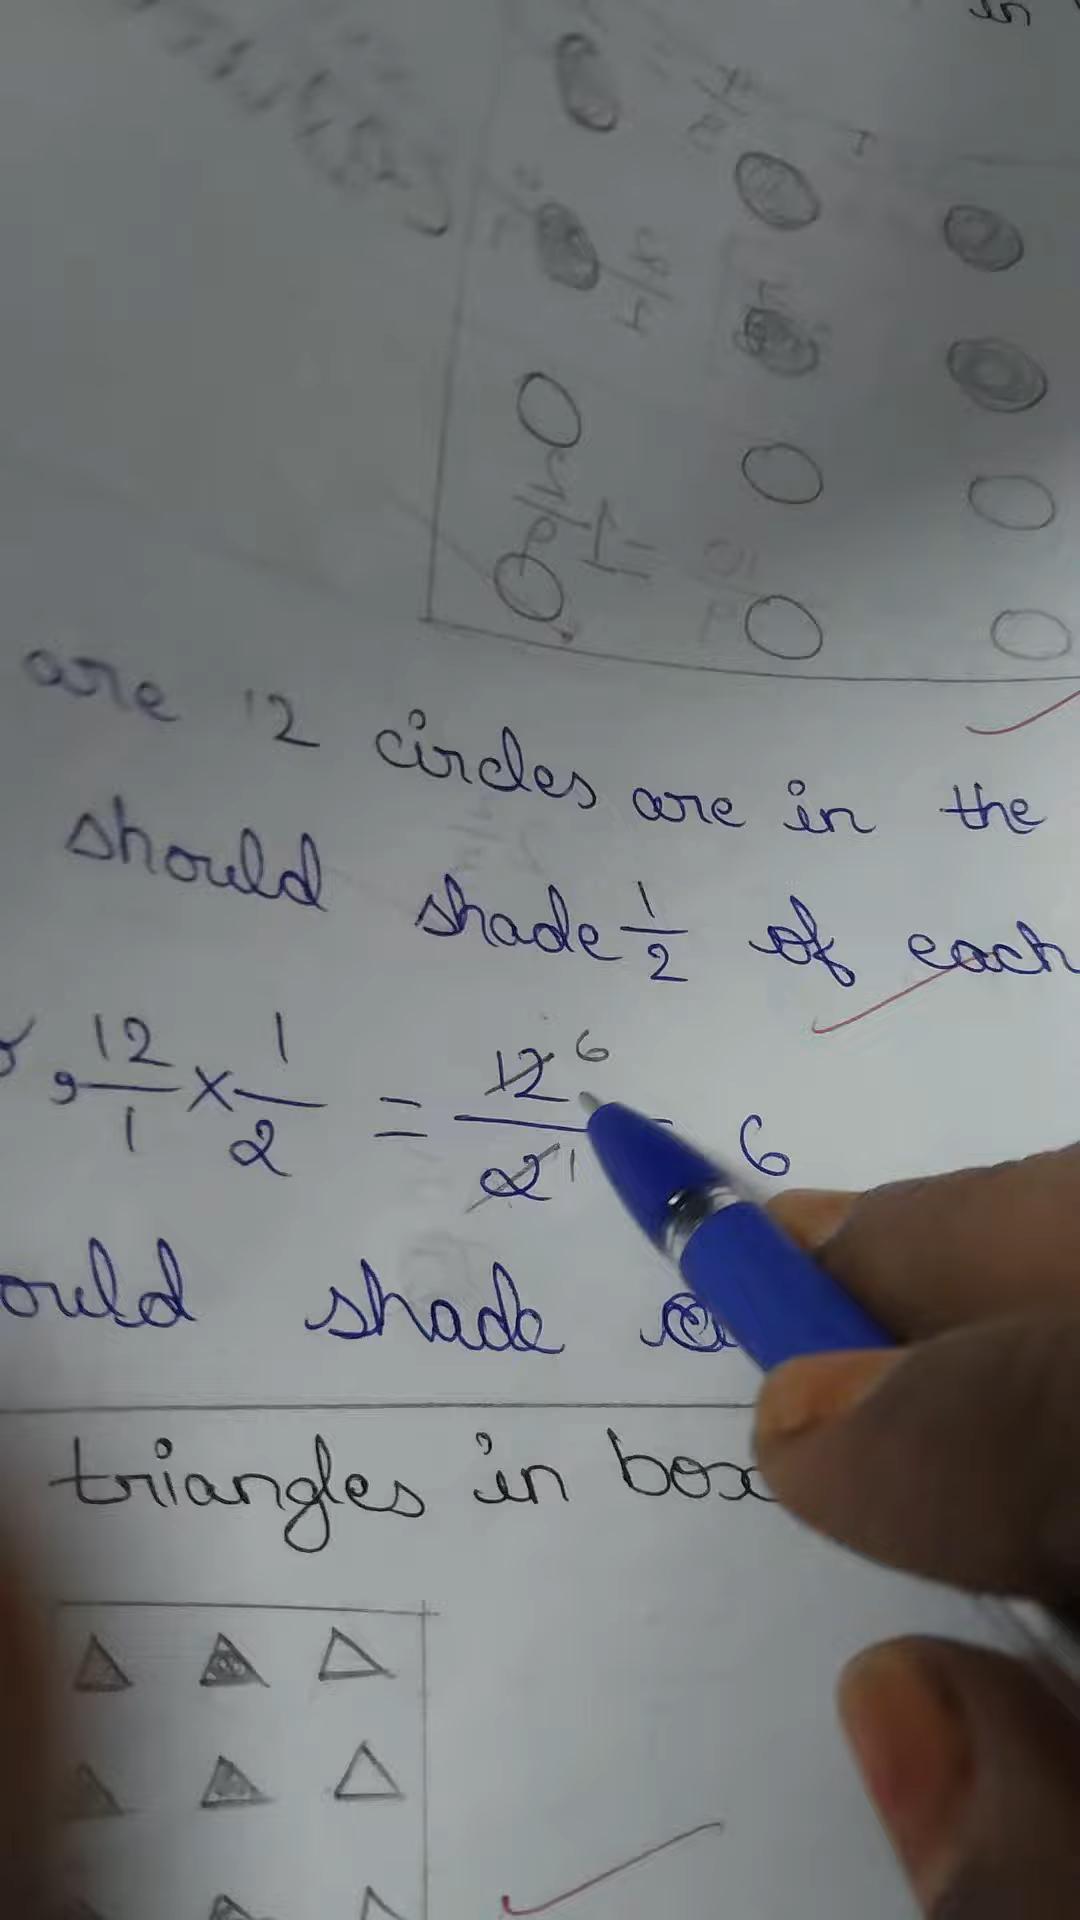 in
are 12 circles are in the
should shade 1/2 of each
, 12/1 × 1/2 = 12 6/2 1 = 6
ould shade
triangles in box